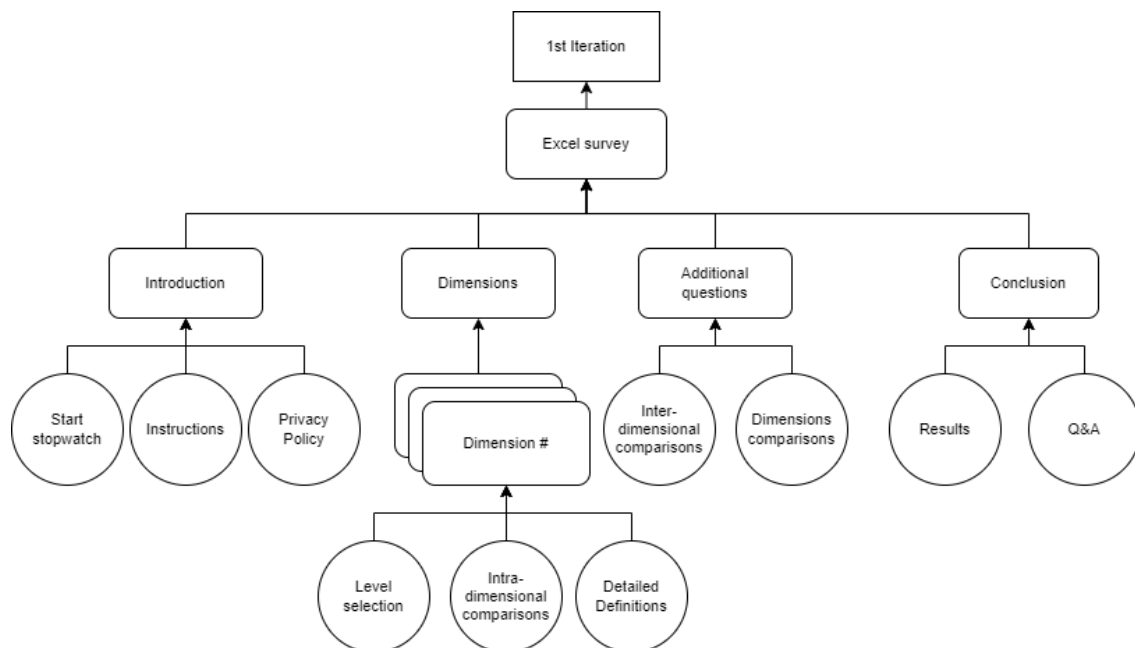 1st Iteration
Excel survey
Introduction
Dimensions
Additional
questions
Conclusion
Start
stopwatch
Instructions
Privacy
Policy
Dimension #
Inter-
dimensional
comparisons
Dimensions
comparisons
Results
Q&A
Level
selection
Intra-
dimensional
comparisons
Detailed
Definitions